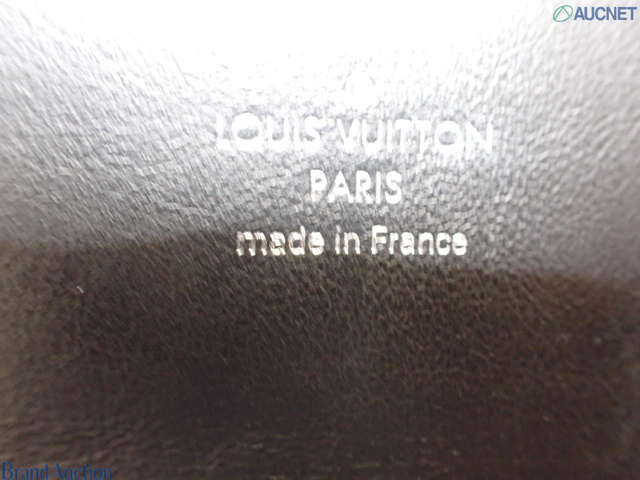 AUCNET
LOUIS VUITTON
PARIS
made in France
Brand Auction